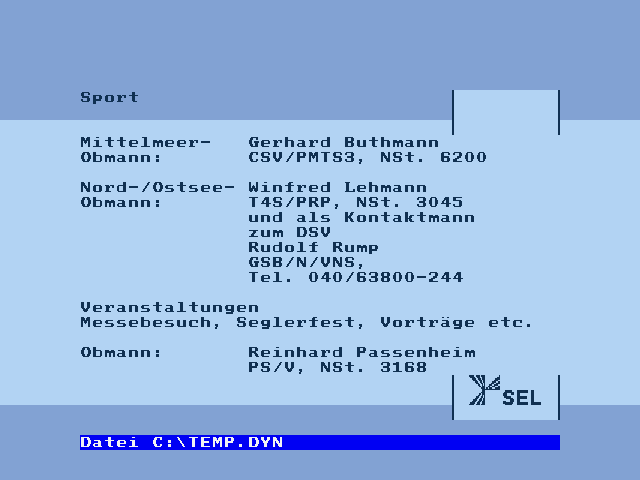 Sport
Mittelmeer- Gerhard Buthmann
Obmann: CSV/PMTS3, NSt. 6200
Nord-/Ostsee- Winfred Lehmann
Obmann: T4S/PRP, NSt. 3045
und als Kontaktmann
zum DSV
Rudolf Rump
GSB/N/VNS,
Tel. 040/63800-244
Veranstaltungen
Messebesuch, Seglerfest, Vorträge etc.
Obmann: Reinhard Passenheim
PS/V, NSt. 3168
SEL
Datei C:\TEMP.DYN